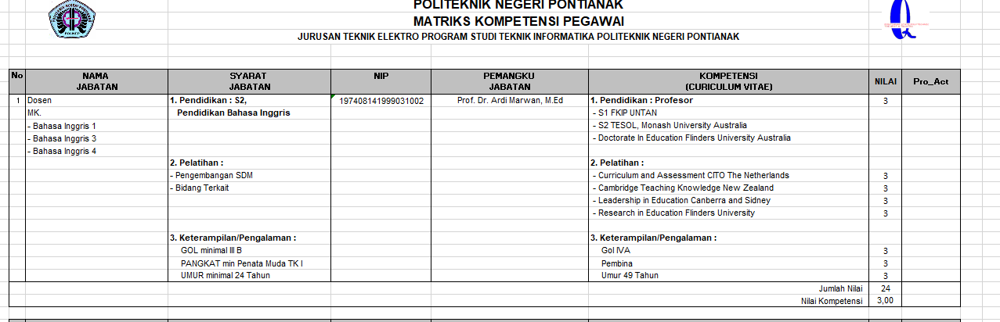 POLITEKNIK NEGERI PONTIANAK
MATRIKS KOMPETENSI PEGAWAI
JURUSAN TEKNIK ELEKTRO PROGRAM STUDI TEKNIK INFORMATIKA POLITEKNIK NEGERI PONTIANAK
No NAMA JABATAN SYARAT JABATAN NIP PEMANGKU JABATAN KOMPETENSI (CURICULUM VITAE) NILAI Pro_Act
1 Dosen 1. Pendidikan : S2, 197408141999031002 Prof. Dr. Ardi Marwan, M.Ed 1. Pendidikan : Profesor 3
MK. Pendidikan Bahasa Inggris - S1 FKIP UNTAN
- Bahasa Inggris 1 - S2 TESOL, Monash University Australia
- Bahasa Inggris 3 - Doctorate In Education Flinders University Australia
- Bahasa Inggris 4
2. Pelatihan : 2. Pelatihan :
- Pengembangan SDM - Curriculum and Assessment CITO The Netherlands 3
- Bidang Terkait - Cambridge Teaching Knowledge New Zealand 3
- Leadership in Education Canberra and Sidney 3
- Research in Education Flinders University 3
3. Keterampilan/Pengalaman : 3. Keterampilan/Pengalaman :
GOL minimal III B Gol IVA 3
PANGKAT min Penata Muda TK I Pembina 3
UMUR minimal 24 Tahun Umur 49 Tahun 3
Jumlah Nilai 24
Nilai Kompetensi 3,00